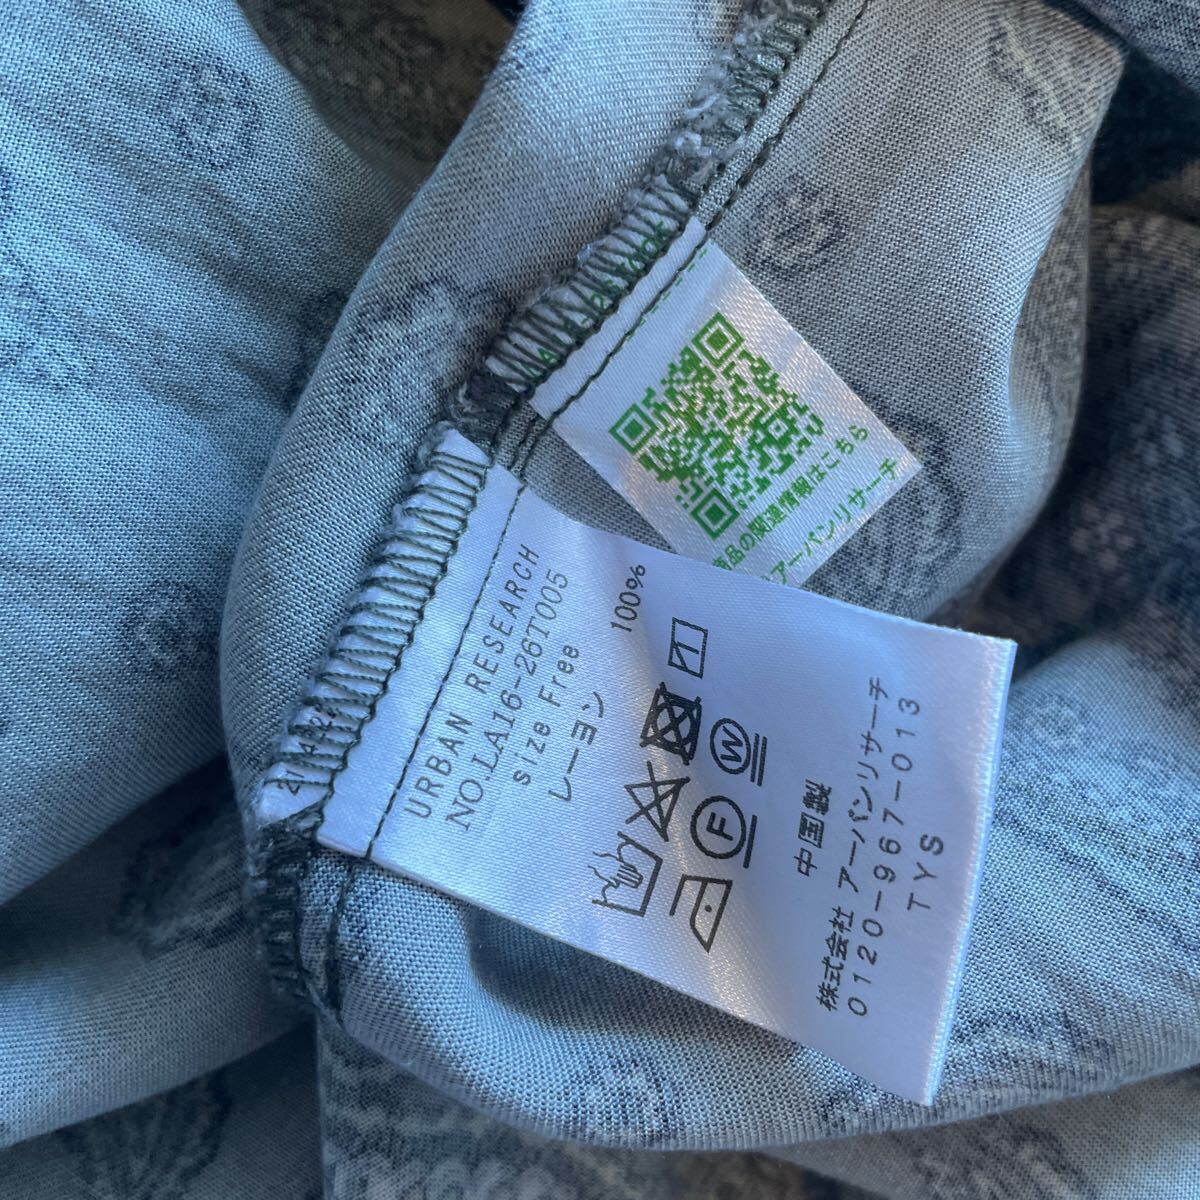 URBAN RESEARCH
NO.LA16-26T005
size Free
レーヨン 100%
W
F
中国製
株式会社 アーバンリサーチ
0120-967-013
TYS
商品の関連情報はこちら
アーバンリサーチ